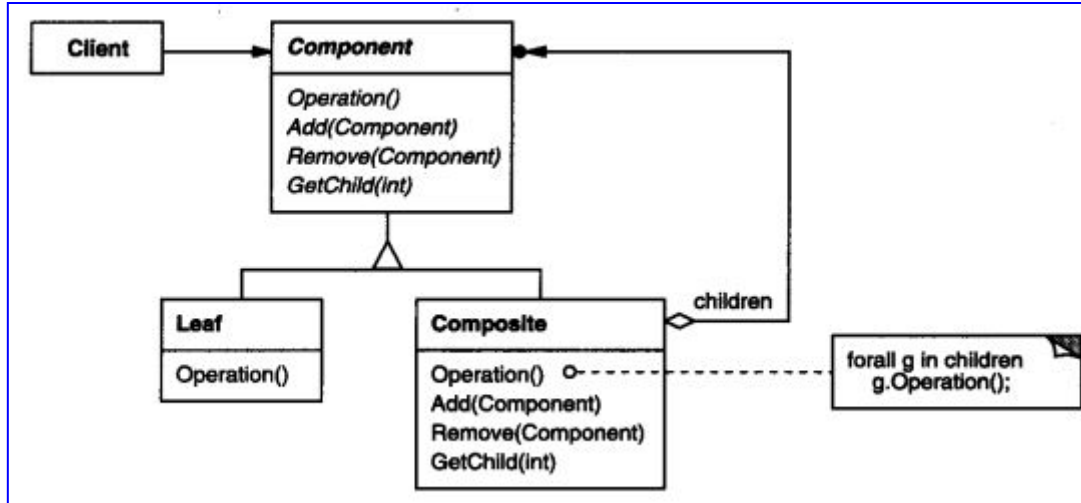 Client
Component
Operation()
Add(Component)
Remove(Component)
GetChild(int)
Leaf
Operation()
Composite
Operation()
Add(Component)
Remove(Component)
GetChild(int)
children
forall g in children
g.Operation();